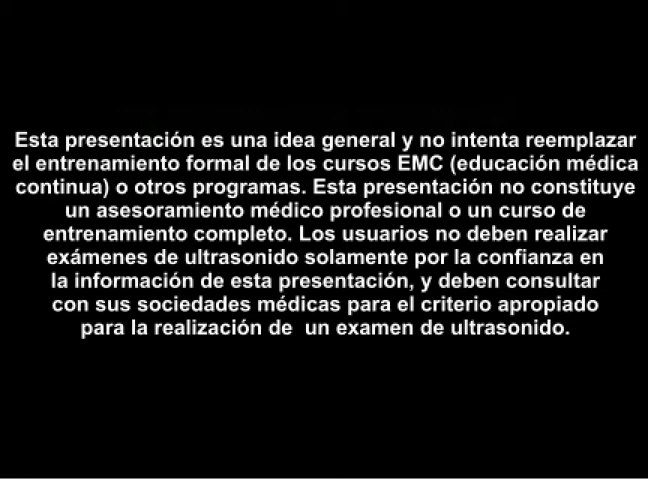 Esta presentación es una idea general y no intenta reemplazar
el entrenamiento formal de los cursos EMC (educación médica
continua) o otros programas. Esta presentación no constituye
un asesoramiento médico profesional o un curso de
entrenamiento completo. Los usuarios no deben realizar
exámenes de ultrasonido solamente por la confianza en
la información de esta presentación, y deben consultar
con sus sociedades médicas para el criterio apropiado
para la realización de  un examen de ultrasonido.